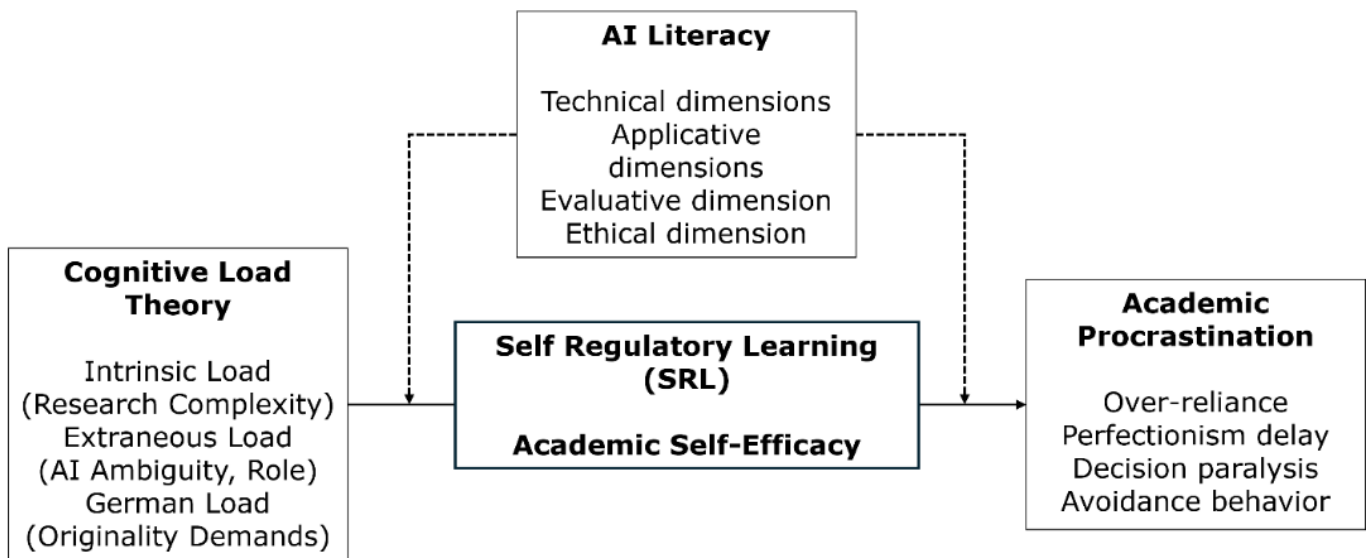 AI Literacy
Technical dimensions
Applicative
dimensions
Evaluative dimension
Ethical dimension
Cognitive Load
Theory
Intrinsic Load
(Research Complexity)
Extraneous Load
(AI Ambiguity, Role)
German Load
(Originality Demands)
Self Regulatory Learning
(SRL)
Academic Self-Efficacy
Academic
Procrastination
Over-reliance
Perfectionism delay
Decision paralysis
Avoidance behavior